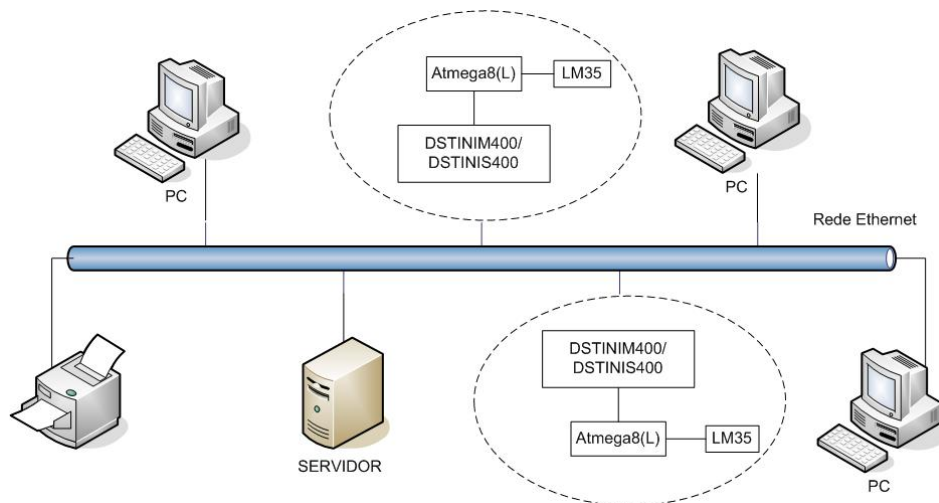 Atmega8(L)
LM35
DSTINIM400/
DSTINIS400
PC
PC
Rede Ethernet
DSTINIM400/
DSTINIS400
Atmega8(L)
LM35
SERVIDOR
PC